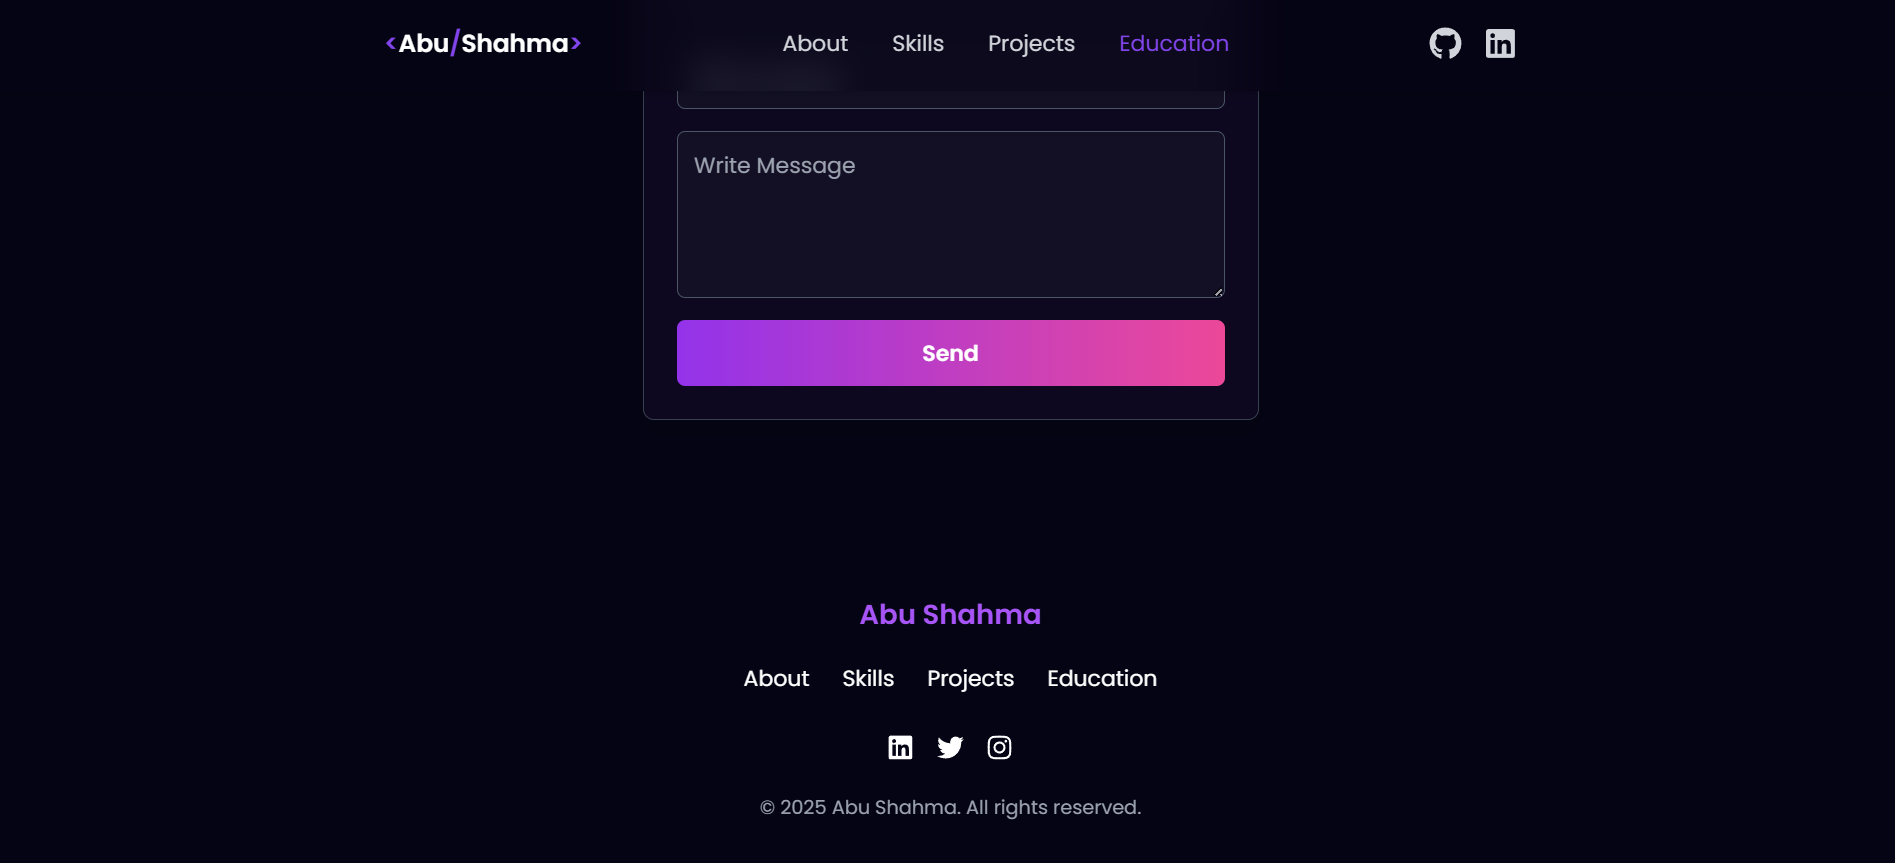 <Abu/Shahma> About Skills Projects Education
Write Message
Send
Abu Shahma
About Skills Projects Education
© 2025 Abu Shahma. All rights reserved.